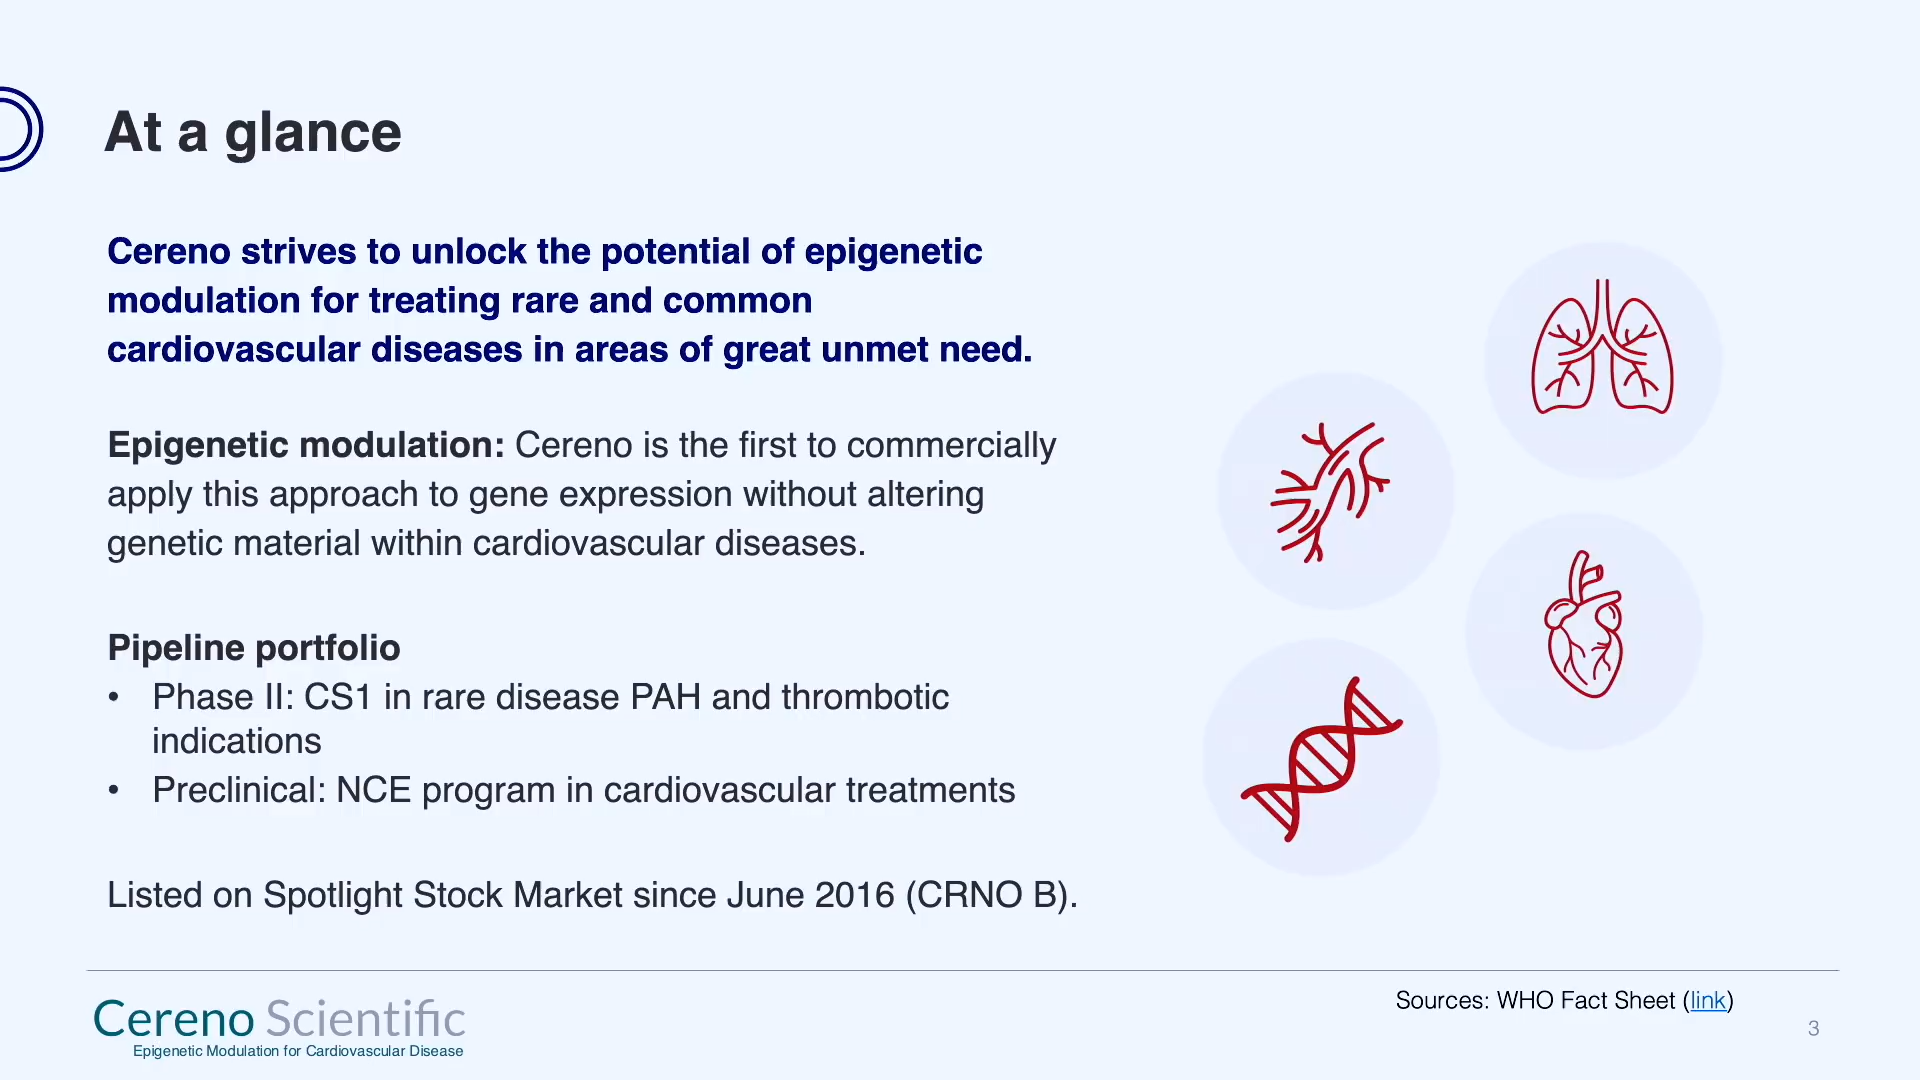 At a glance
Cereno strives to unlock the potential of epigenetic
modulation for treating rare and common
cardiovascular diseases in areas of great unmet need.
Epigenetic modulation: Cereno is the first to commercially
apply this approach to gene expression without altering
genetic material within cardiovascular diseases.
Pipeline portfolio
• Phase II: CS1 in rare disease PAH and thrombotic
indications
• Preclinical: NCE program in cardiovascular treatments
Listed on Spotlight Stock Market since June 2016 (CRNO B).
Cereno Scientific
Epigenetic Modulation for Cardiovascular Disease
Sources: WHO Fact Sheet (link)
3